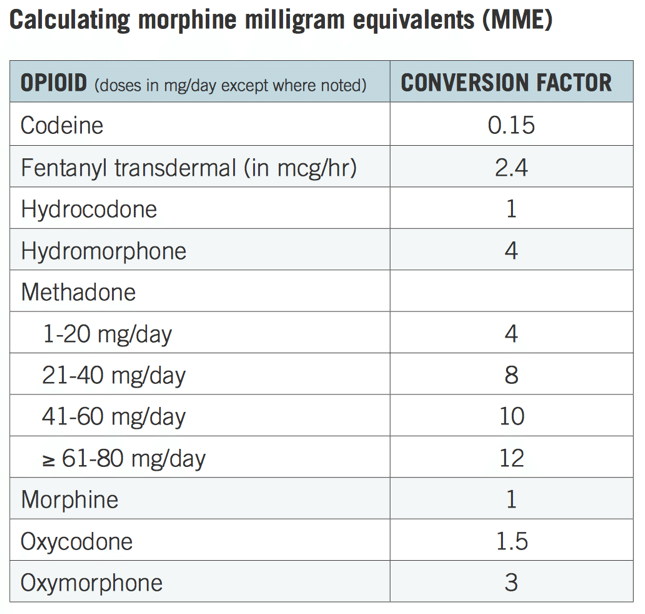 Calculating morphine milligram equivalents (MME)
OPIOID (doses in mg/day except where noted) CONVERSION FACTOR
Codeine 0.15
Fentanyl transdermal (in mcg/hr) 2.4
Hydrocodone 1
Hydromorphone 4
Methadone
1-20 mg/day 4
21-40 mg/day 8
41-60 mg/day 10
≥ 61-80 mg/day 12
Morphine 1
Oxycodone 1.5
Oxymorphone 3